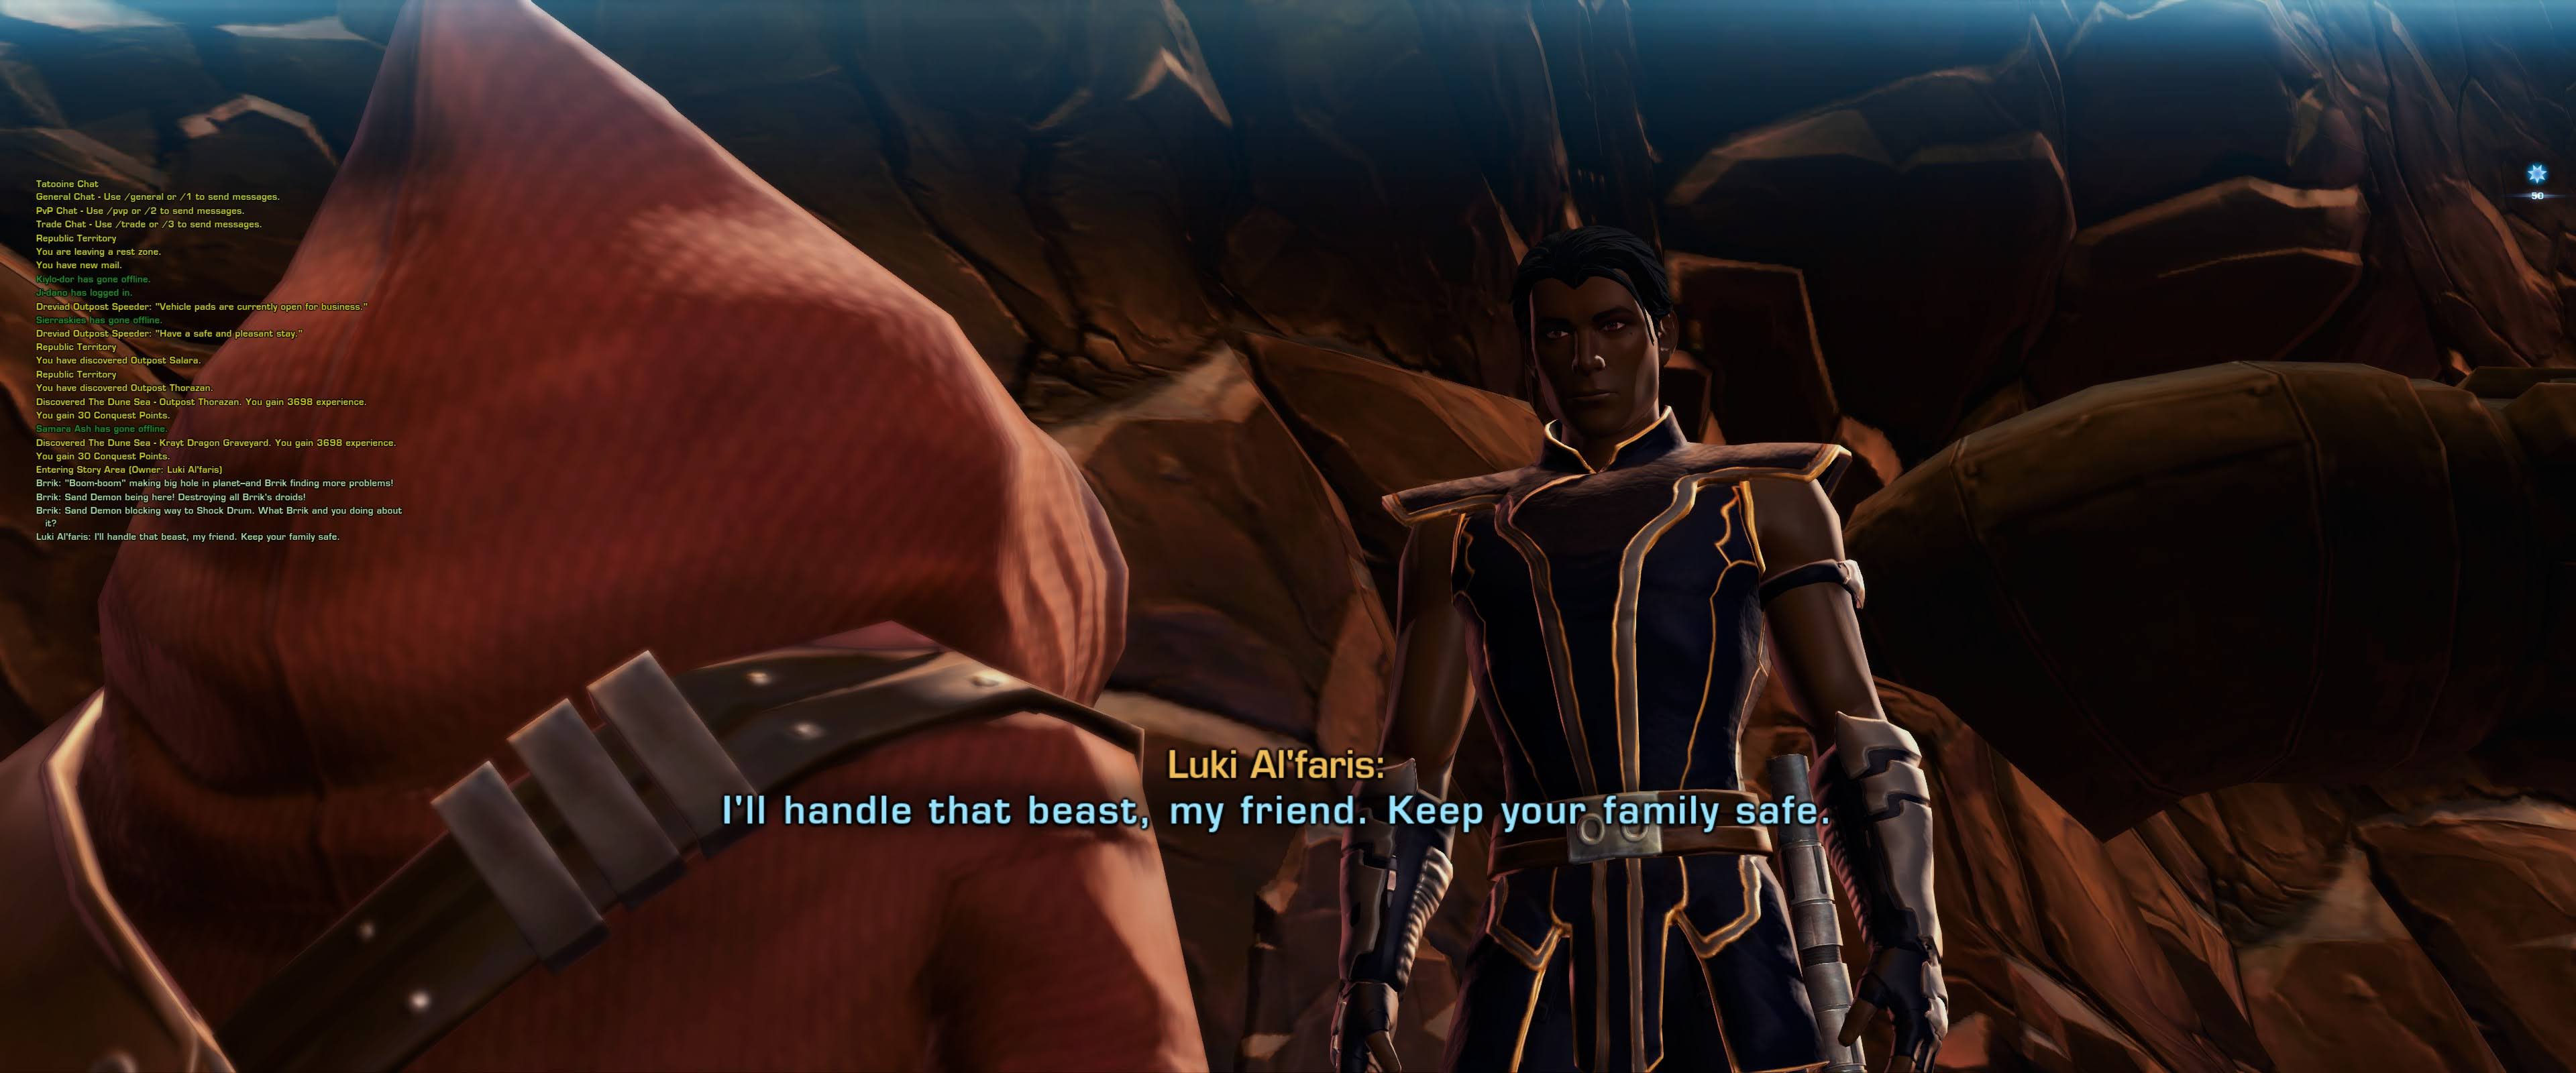 Tatooine Chat
General Chat - Use /general or /1 to send messages.
PvP Chat - Use /pvp or /2 to send messages.
Trade Chat - Use /trade or /3 to send messages.
Republic Territory
You are leaving a rest zone.
You have new mail.
Kiylo-dor has gone offline.
Ji-dano has logged in.
Dreviad Outpost Speeder: "Vehicle pads are currently open for business."
Sierraskies has gone offline.
Dreviad Outpost Speeder: "Have a safe and pleasant stay."
Republic Territory
You have discovered Outpost Salara.
Republic Territory
You have discovered Outpost Thorazan.
Discovered The Dune Sea - Outpost Thorazan. You gain 3698 experience.
You gain 30 Conquest Points.
Samara Ash has gone offline.
Discovered The Dune Sea - Krayt Dragon Graveyard. You gain 3698 experience.
You gain 30 Conquest Points.
Entering Story Area (Owner: Luki Al'faris)
Brrik: "Boom-boom" making big hole in planet—and Brrik finding more problems!
Brrik: Sand Demon being here! Destroying all Brrik's droids!
Brrik: Sand Demon blocking way to Shock Drum. What Brrik and you doing about
it?
Luki Al'faris: I'll handle that beast, my friend. Keep your family safe.
50
Luki Al'faris:
I'll handle that beast, my friend. Keep your family safe.